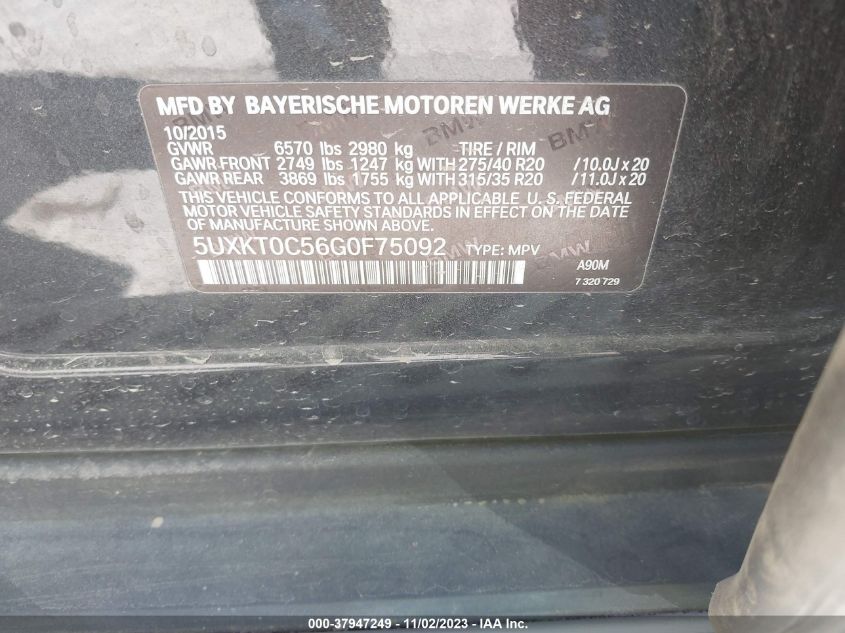 MFD BY BAYERISCHE MOTOREN WERKE AG
10/2015
GVWR 6570 lbs 2980 kg TIRE / RIM
GAWR FRONT 2749 lbs 1247 kg WITH 275/40 R20 /10.0J x 20
GAWR REAR 3869 lbs 1755 kg WITH 315/35 R20 /11.0J x 20
THIS VEHICLE CONFORMS TO ALL APPLICABLE U. S. FEDERAL
MOTOR VEHICLE SAFETY STANDARDS IN EFFECT ON THE DATE
OF MANUFACTURE SHOWN ABOVE.
5UXKT0C56G0F75092 TYPE: MPV
A90M
7 320 729
000-37947249 - 11/02/2023 - IAA Inc.